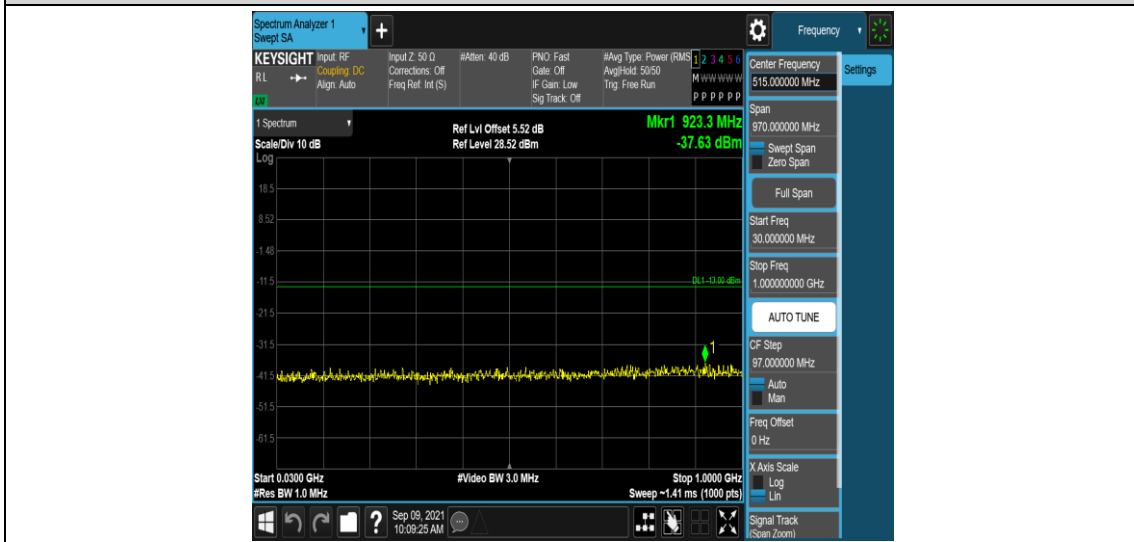 Spectrum Analyzer 1
Swept SA
+
Frequency
KEYSIGHT
RL
LXI
Input: RF
Coupling: DC
Align: Auto
Input Z: 50 Ω
Corrections: Off
Freq Ref: Int (S)
#Atten: 40 dB
PNO: Fast
Gate: Off
IF Gain: Low
Sig Track: Off
#Avg Type: Power (RMS
Avg|Hold: 50/50
Trig: Free Run
1 2 3 4 5 6
M W W W W W
P P P P P P
1 Spectrum
Scale/Div 10 dB
Ref Lvl Offset 5.52 dB
Ref Level 28.52 dBm
Mkr1 923.3 MHz
-37.63 dBm
Log
18.5
8.52
-1.48
-11.5
DL1 -13.00 dBm
-21.5
-31.5
1
-41.5
-51.5
-61.5
Start 0.0300 GHz
#Res BW 1.0 MHz
#Video BW 3.0 MHz
Stop 1.0000 GHz
Sweep ~1.41 ms (1000 pts)
?
Sep 09, 2021
10:09:25 AM
Center Frequency
515.000000 MHz
Settings
Span
970.000000 MHz
Swept Span
Zero Span
Full Span
Start Freq
30.000000 MHz
Stop Freq
1.000000000 GHz
AUTO TUNE
CF Step
97.000000 MHz
Auto
Man
Freq Offset
0 Hz
X Axis Scale
Log
Lin
Signal Track
(Span Zoom)